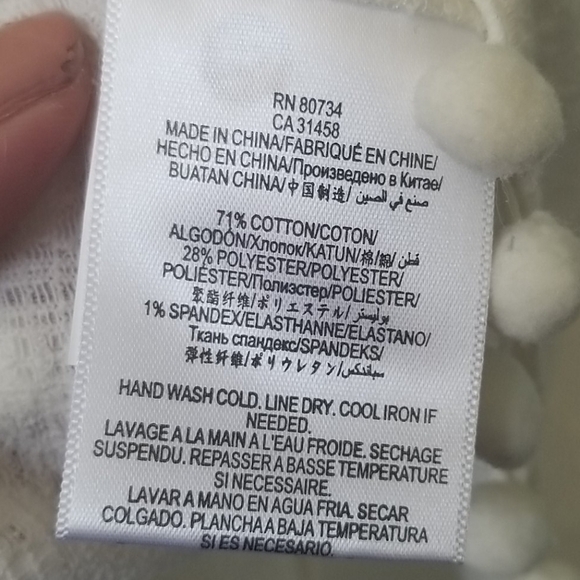 RN 80734
CA 31458
MADE IN CHINA/FABRIQUÉ EN CHINE/
HECHO EN CHINA/Произведено в Китае/
BUATAN CHINA/中国制造/صنع في الصين
71% COTTON/COTON/
ALGODÓN/Хлопок/KATUN/棉/綿/قطن
28% POLYESTER/POLYESTER/
POLIÉSTER/Полиэстер/POLIESTER/
聚酯纤维/ポリエステル/بوليستر
1% SPANDEX/ELASTHANNE/ELASTANO/
Ткань спандекс/SPANDEKS/
弹性纤维/ポリウレタン/سباندكس
HAND WASH COLD. LINE DRY. COOL IRON IF
NEEDED.
LAVAGE A LA MAIN A L'EAU FROIDE. SECHAGE
SUSPENDU. REPASSER A BASSE TEMPERATURE
SI NECESSAIRE.
LAVAR A MANO EN AGUA FRIA. SECAR
COLGADO. PLANCHA A BAJA TEMPERATURA
SI ES NECESARIO.